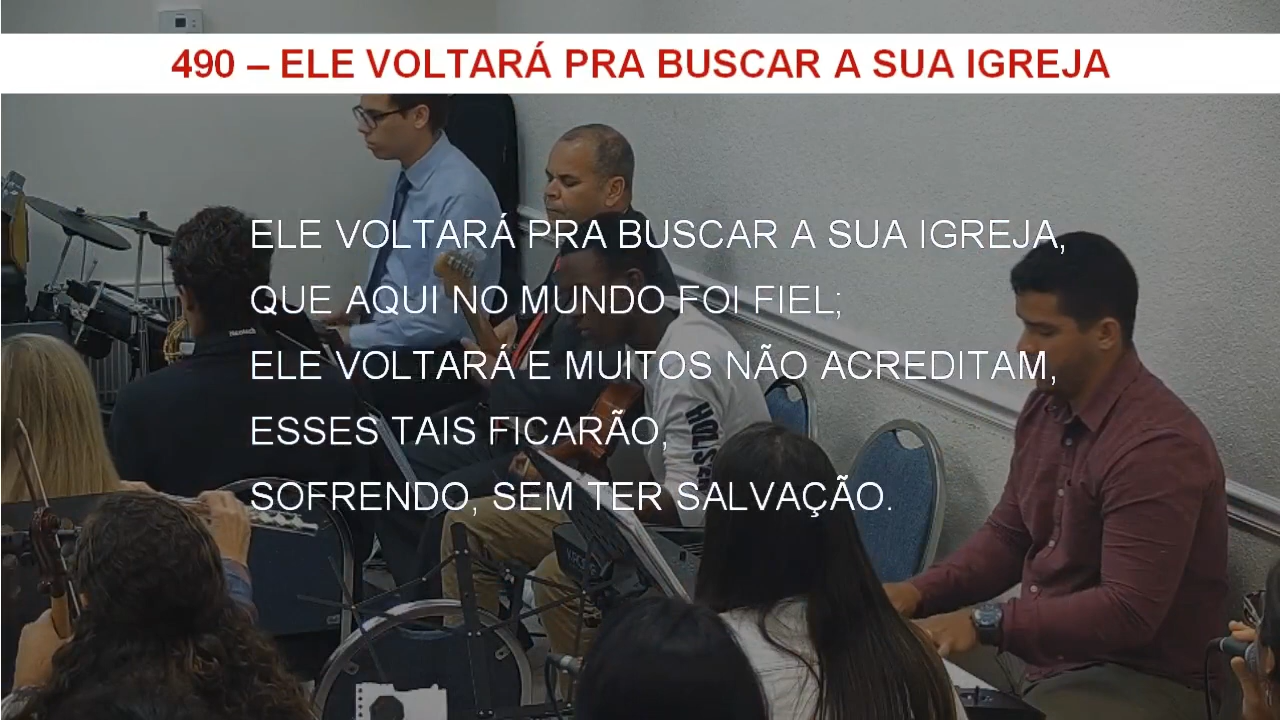 490 – ELE VOLTARÁ PRA BUSCAR A SUA IGREJA
ELE VOLTARÁ PRA BUSCAR A SUA IGREJA,
QUE AQUI NO MUNDO FOI FIEL;
ELE VOLTARÁ E MUITOS NÃO ACREDITAM,
ESSES TAIS FICARÃO,
SOFRENDO, SEM TER SALVAÇÃO.